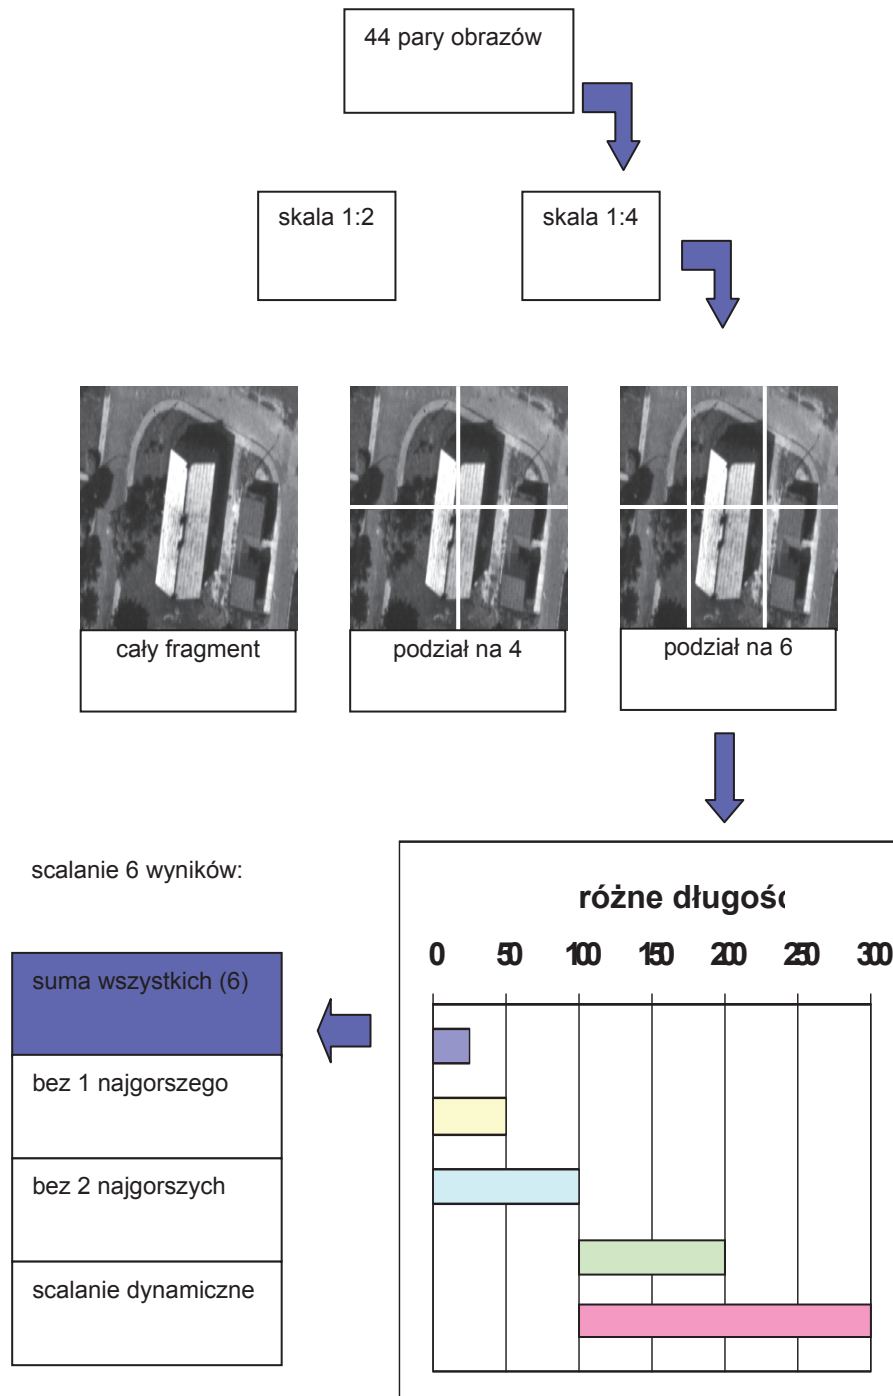 44 pary obrazów
skala 1:2
skala 1:4
cały fragment
podział na 4
podział na 6
scalanie 6 wyników:
suma wszystkich (6)
bez 1 najgorszego
bez 2 najgorszych
scalanie dynamiczne
różne długośc
0 50 100 150 200 250 300